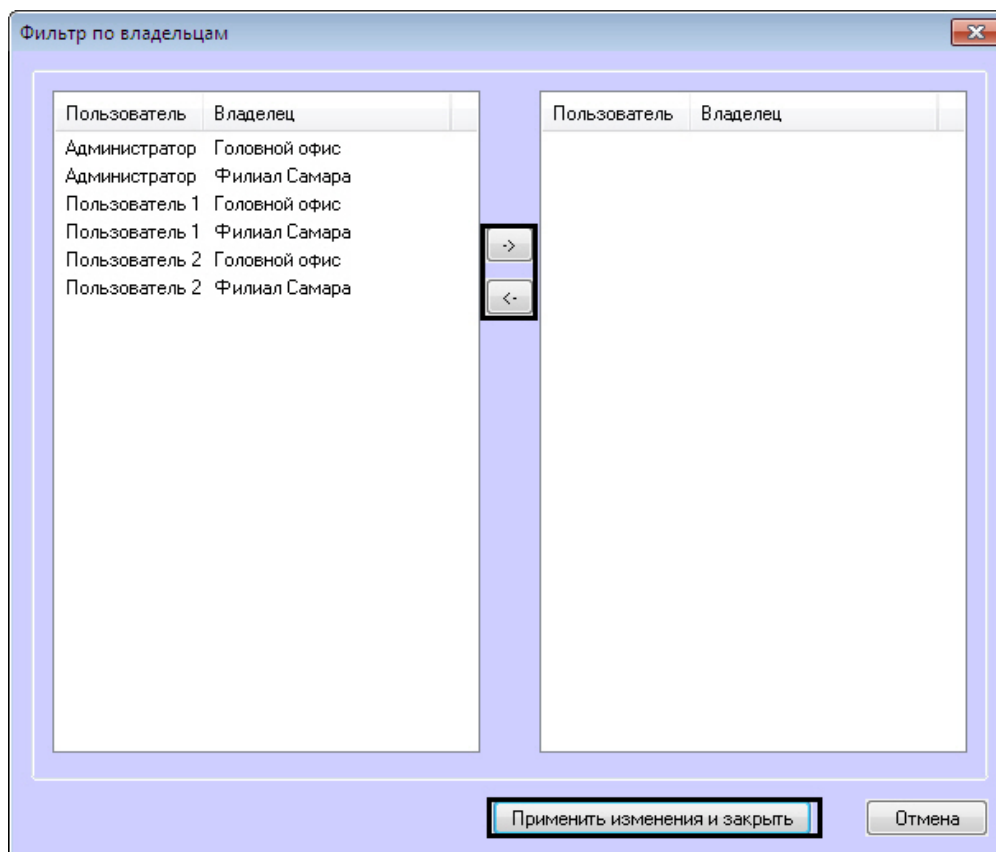 Фильтр по владельцам
Пользователь Владелец
Администратор Головной офис
Администратор Филиал Самара
Пользователь 1 Головной офис
Пользователь 1 Филиал Самара
Пользователь 2 Головной офис
Пользователь 2 Филиал Самара
->
<-
Пользователь Владелец
Применить изменения и закрыть
Отмена